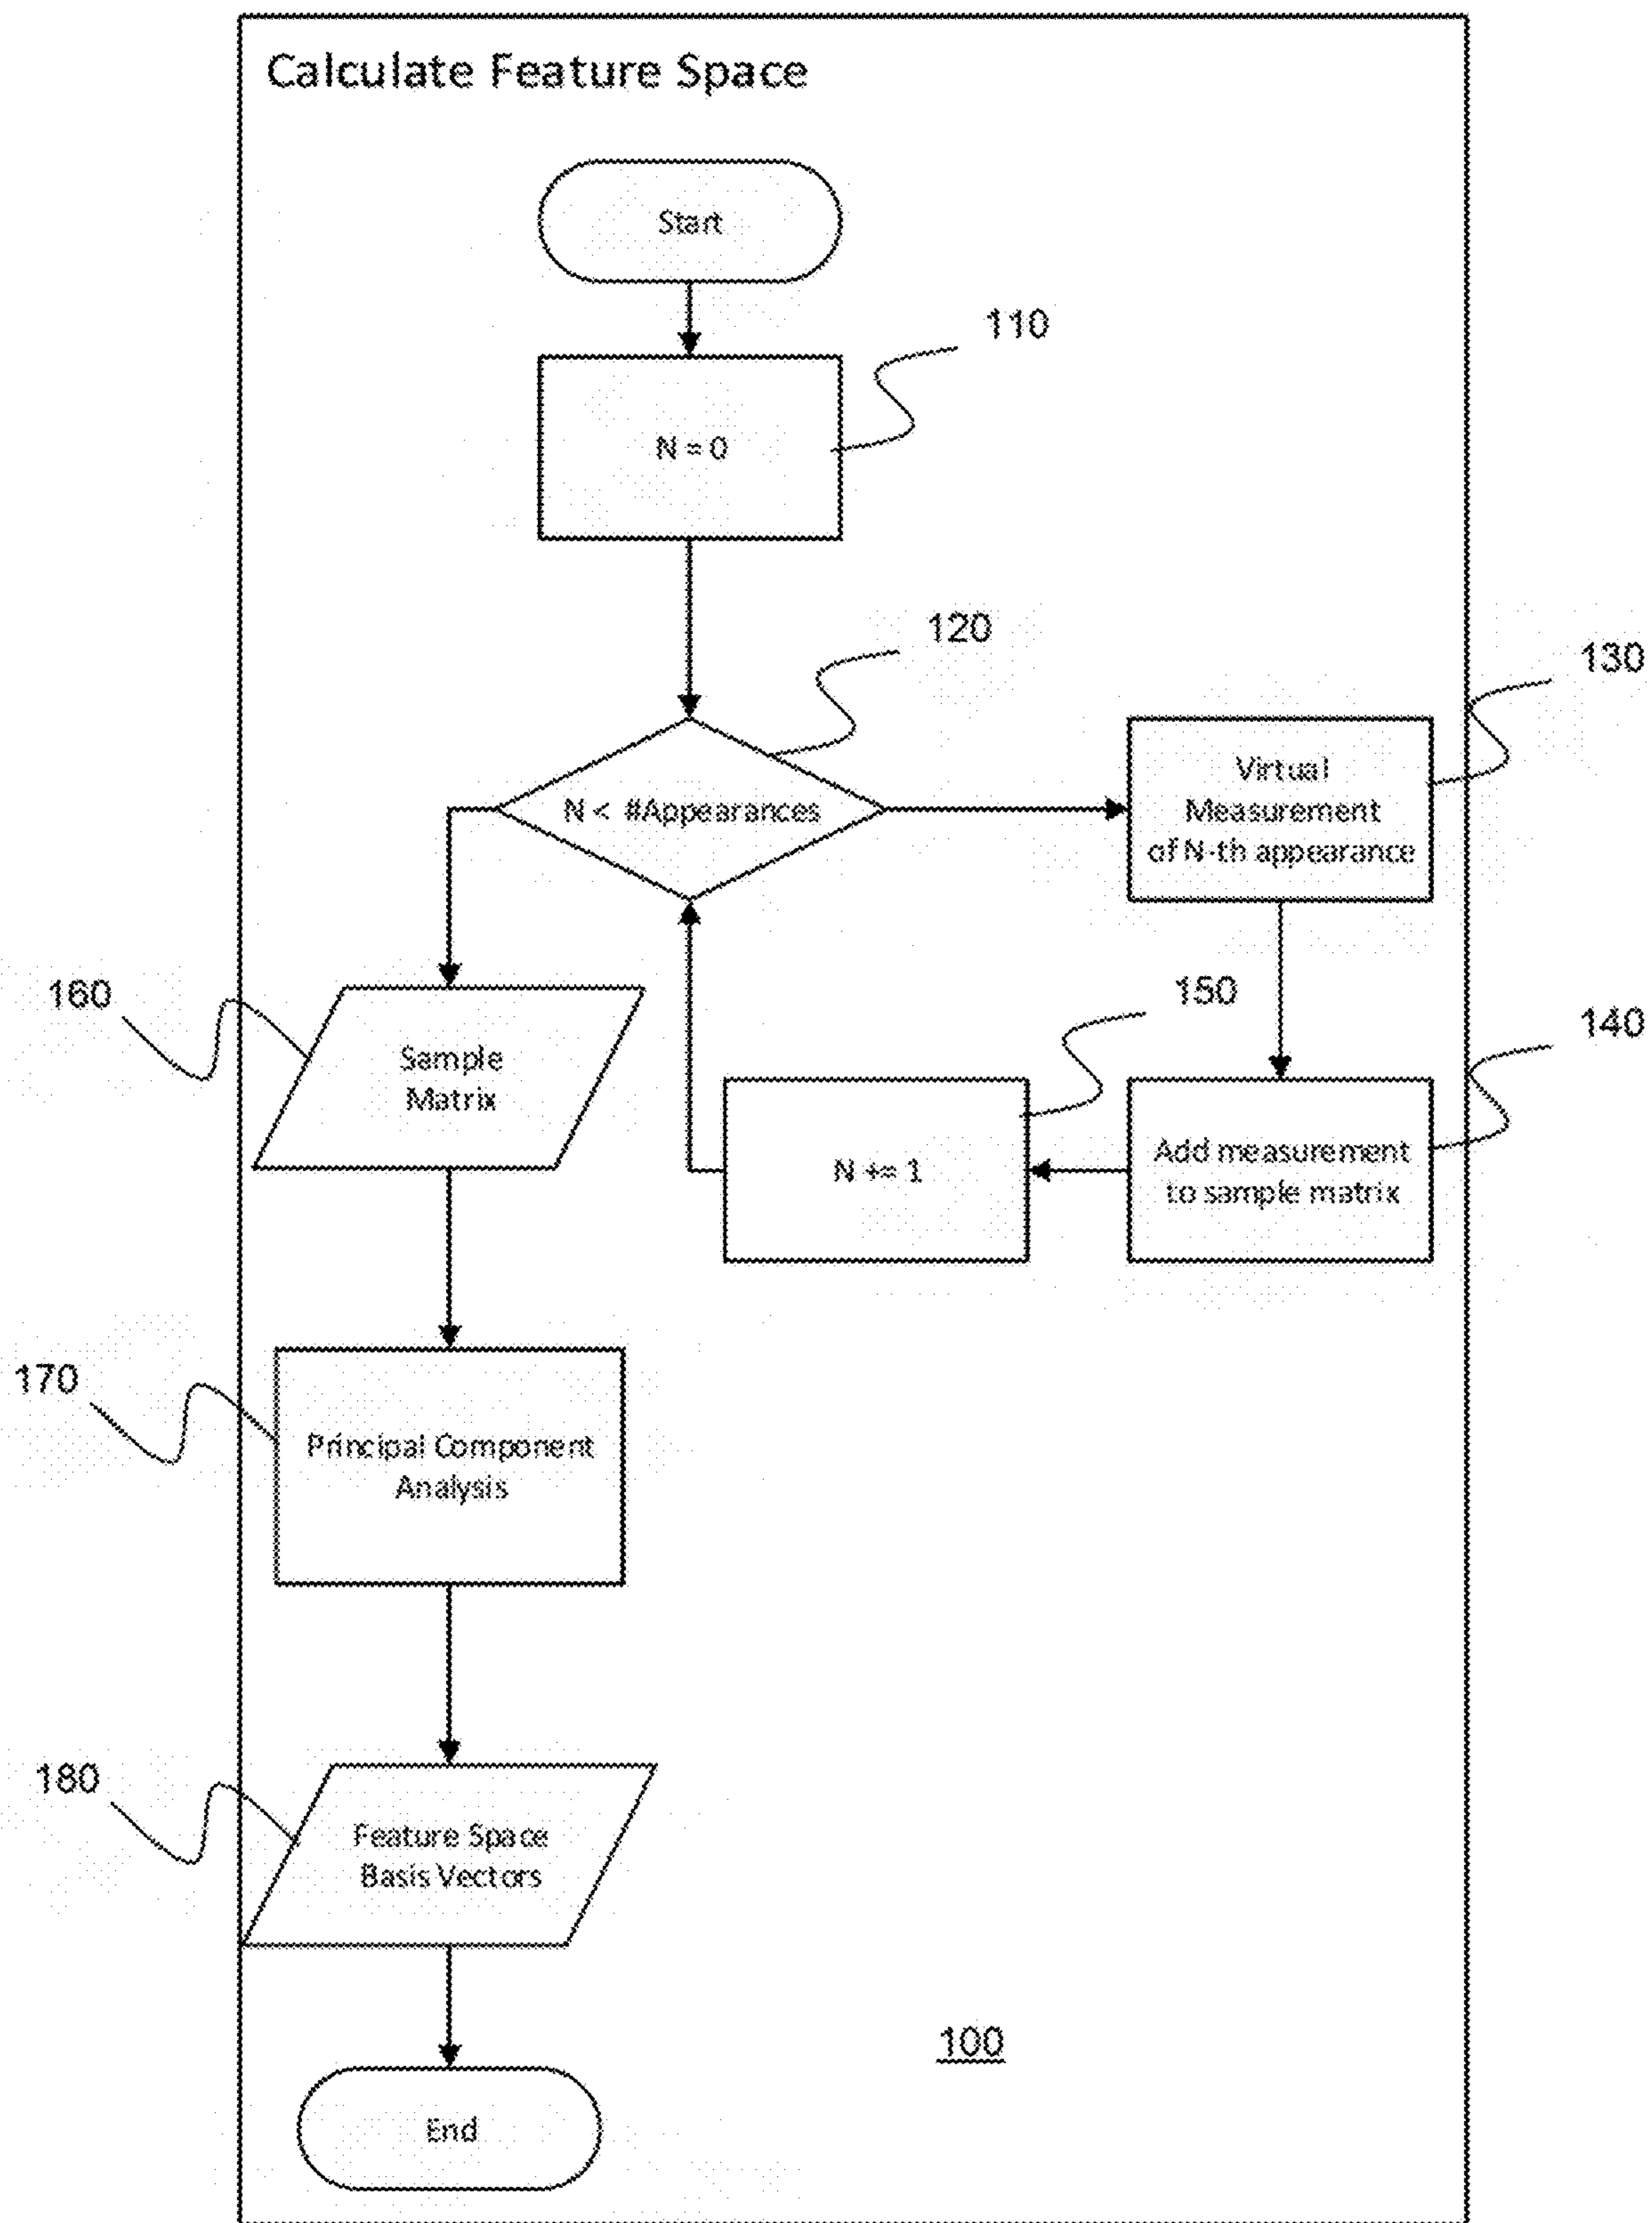 Calculate Feature Space
Start
110
N = 0
120
130
N < #Appearances
Virtual
Measurement
of N-th appearance
160
150
140
Sample
Matrix
N += 1
Add measurement
to sample matrix
170
Principal Component
Analysis
180
Feature Space
Basis Vectors
100
End